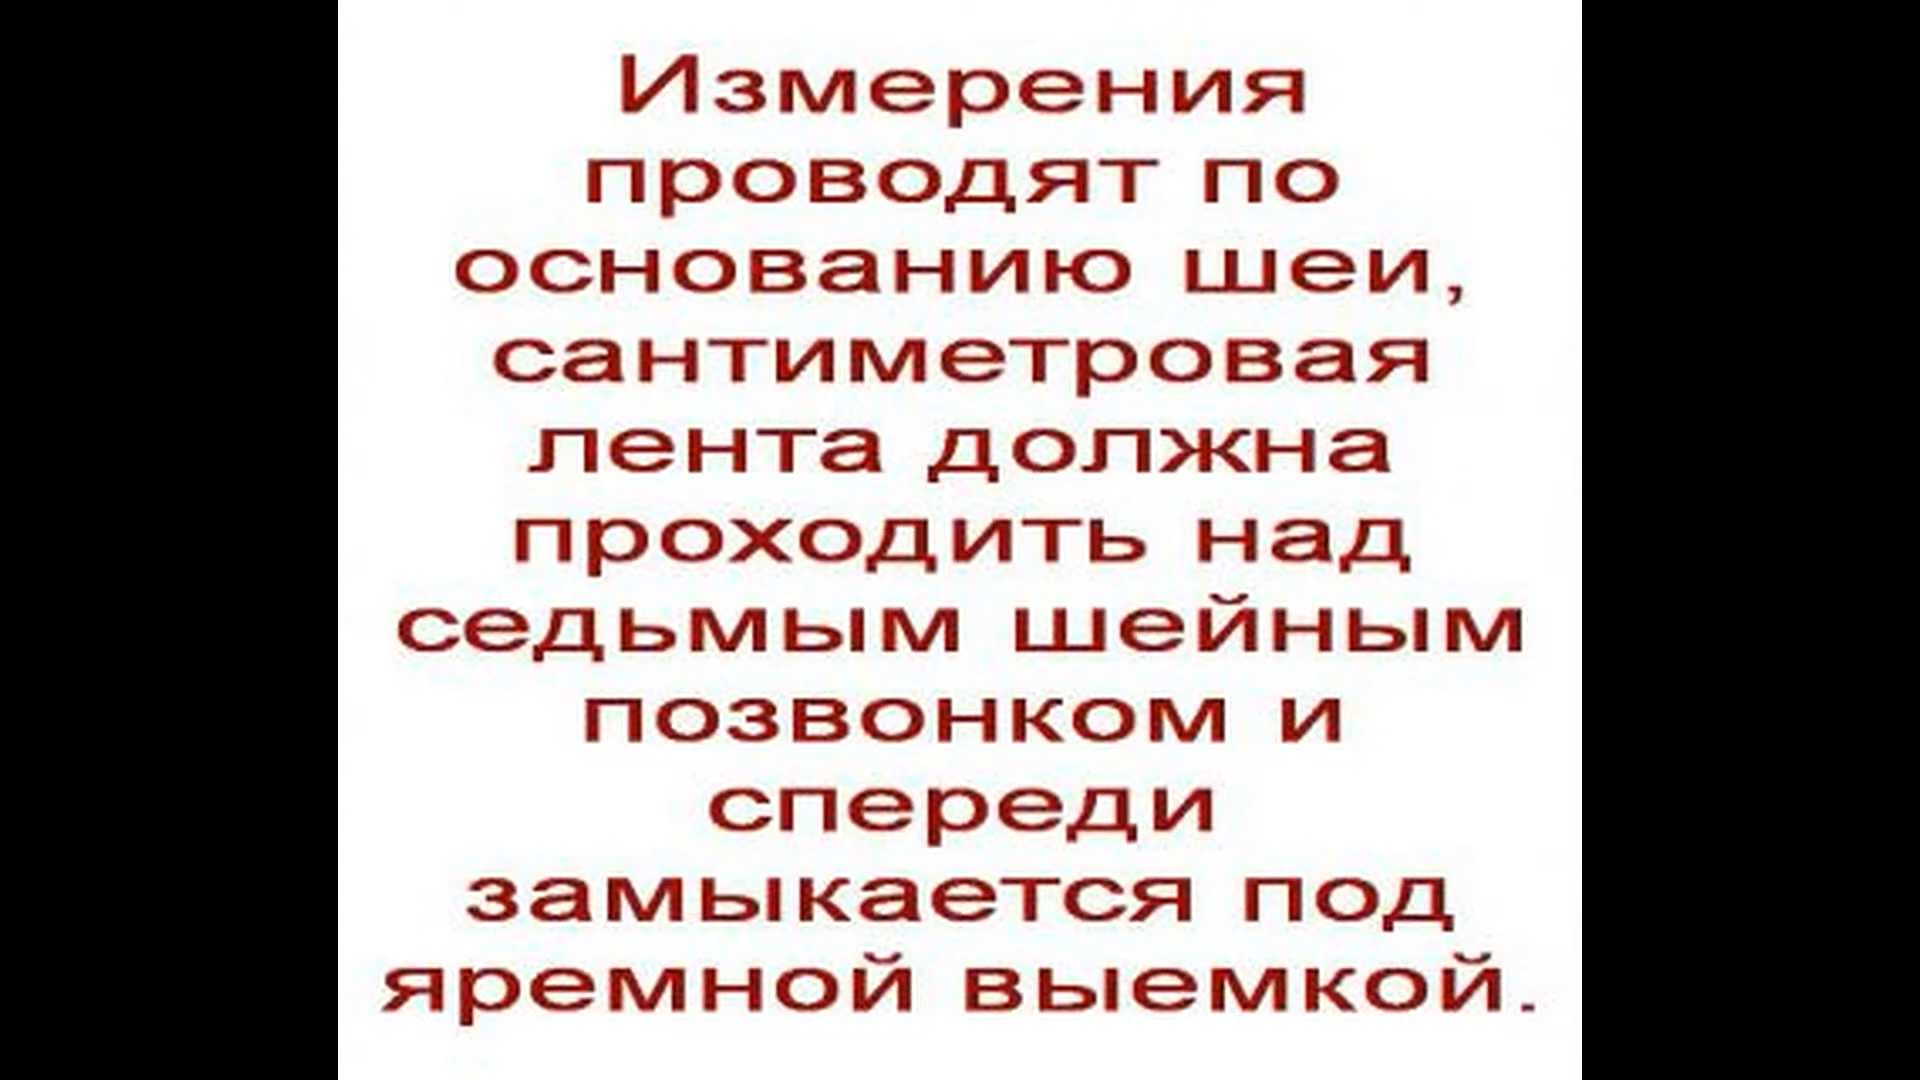 Измерения
проводят по
основанию шеи,
сантиметровая
лента должна
проходить над
седьмым шейным
позвонком и
спереди
замыкается под
яремной выемкой.